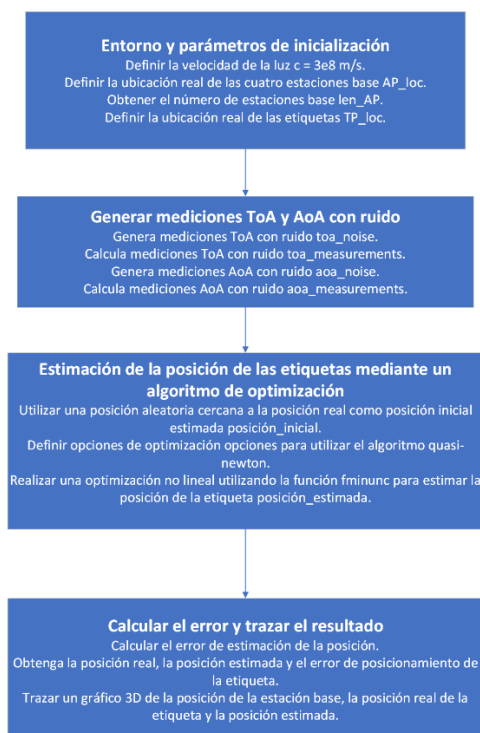 Entorno y parámetros de inicialización
Definir la velocidad de la luz c = 3e8 m/s.
Definir la ubicación real de las cuatro estaciones base AP_loc.
Obtener el número de estaciones base len_AP.
Definir la ubicación real de las etiquetas TP_loc.
Generar mediciones ToA y AoA con ruido
Genera mediciones ToA con ruido toa_noise.
Calcula mediciones ToA con ruido toa_measurements.
Genera mediciones AoA con ruido aoa_noise.
Calcula mediciones AoA con ruido aoa_measurements.
Estimación de la posición de las etiquetas mediante un
algoritmo de optimización
Utilizar una posición aleatoria cercana a la posición real como posición inicial
estimada posición_inicial.
Definir opciones de optimización opciones para utilizar el algoritmo quasi-
newton.
Realizar una optimización no lineal utilizando la función fminunc para estimar la
posición de la etiqueta posición_estimada.
Calcular el error y trazar el resultado
Calcular el error de estimación de la posición.
Obtenga la posición real, la posición estimada y el error de posicionamiento de
la etiqueta.
Trazar un gráfico 3D de la posición de la estación base, la posición real de la
etiqueta y la posición estimada.